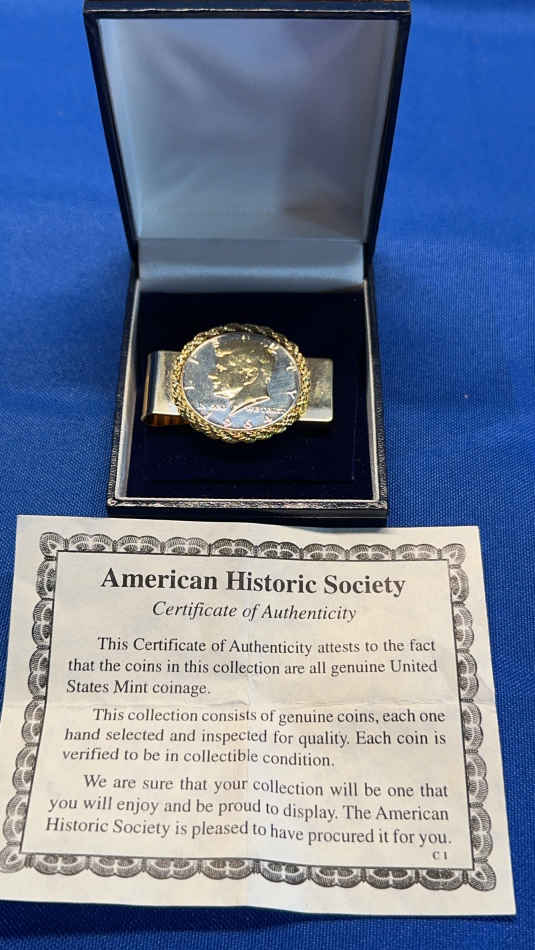 American Historic Society
Certificate of Authenticity
This Certificate of Authenticity attests to the fact
that the coins in this collection are all genuine United
States Mint coinage.
This collection consists of genuine coins, each one
hand selected and inspected for quality. Each coin is
verified to be in collectible condition.
We are sure that your collection will be one that
you will enjoy and be proud to display. The American
Historic Society is pleased to have procured it for you.
C 1